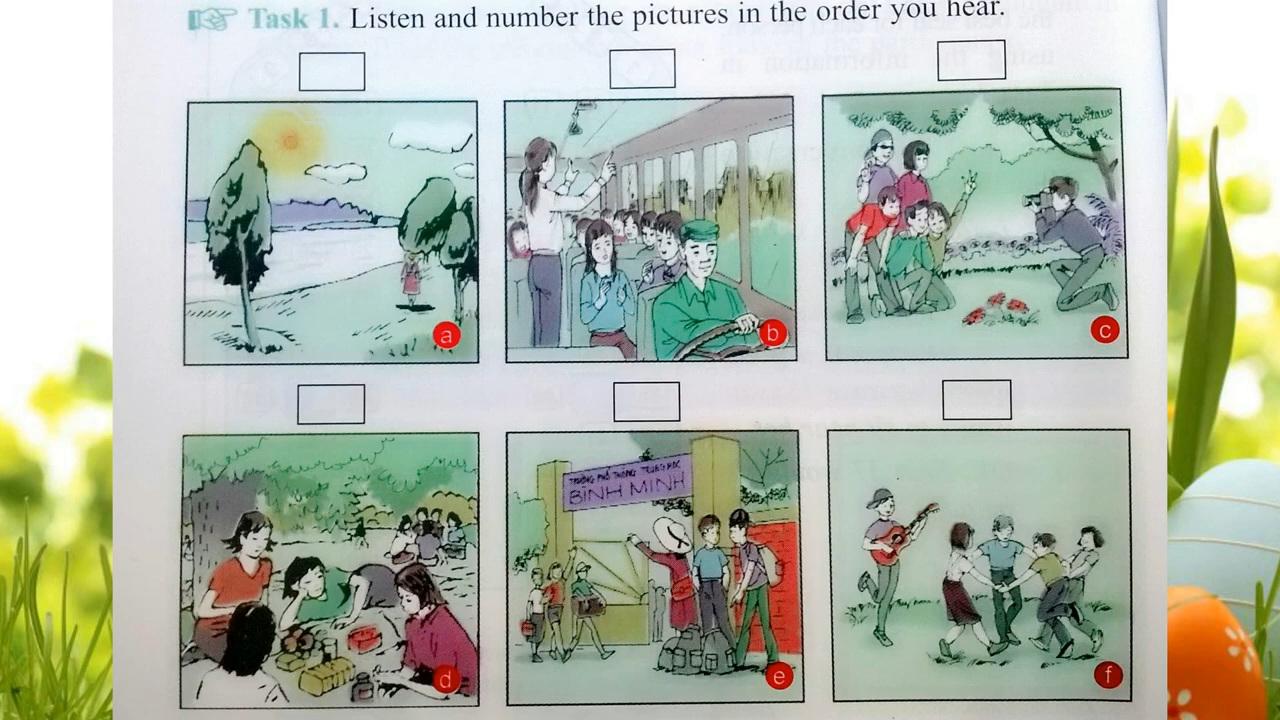 Task 1. Listen and number the pictures in the order you hear.
a
b
c
d
TRƯỜNG PHỔ THÔNG TRUNG HỌC
BÌNH MINH
e
f